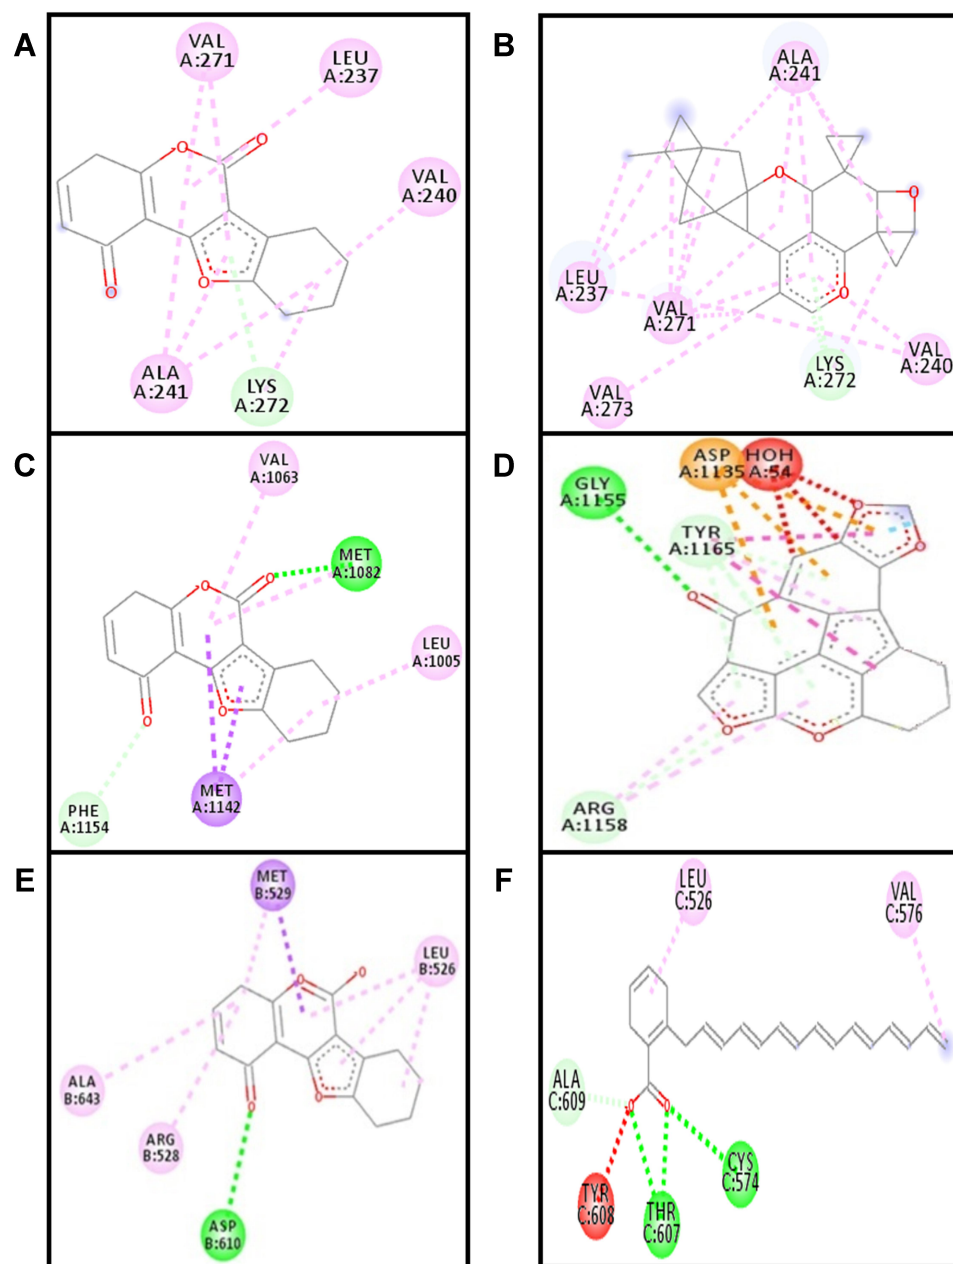 A
VAL
A:271
LEU
A:237
VAL
A:240
O
O
O
O
ALA
A:241
LYS
A:272
B
ALA
A:241
O
O
O
LEU
A:237
VAL
A:271
VAL
A:273
LYS
A:272
VAL
A:240
C
VAL
A:1063
MET
A:1082
O
O
O
O
LEU
A:1005
MET
A:1142
PHE
A:1154
D
ASP
A:1135
HOH
A:54
GLY
A:1155
TYR
A:1165
O
O
O
O
O
ARG
A:1158
E
MET
B:529
LEU
B:526
O
O
O
O
ALA
B:643
ARG
B:528
ASP
B:610
F
LEU
C:526
VAL
C:576
ALA
C:609
O
O
TYR
C:608
THR
C:607
CYS
C:574